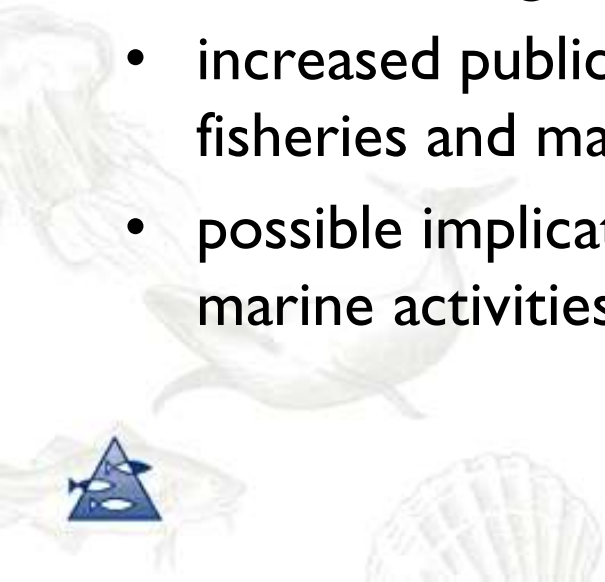 • increased public
fisheries and ma
• possible implicat
marine activities